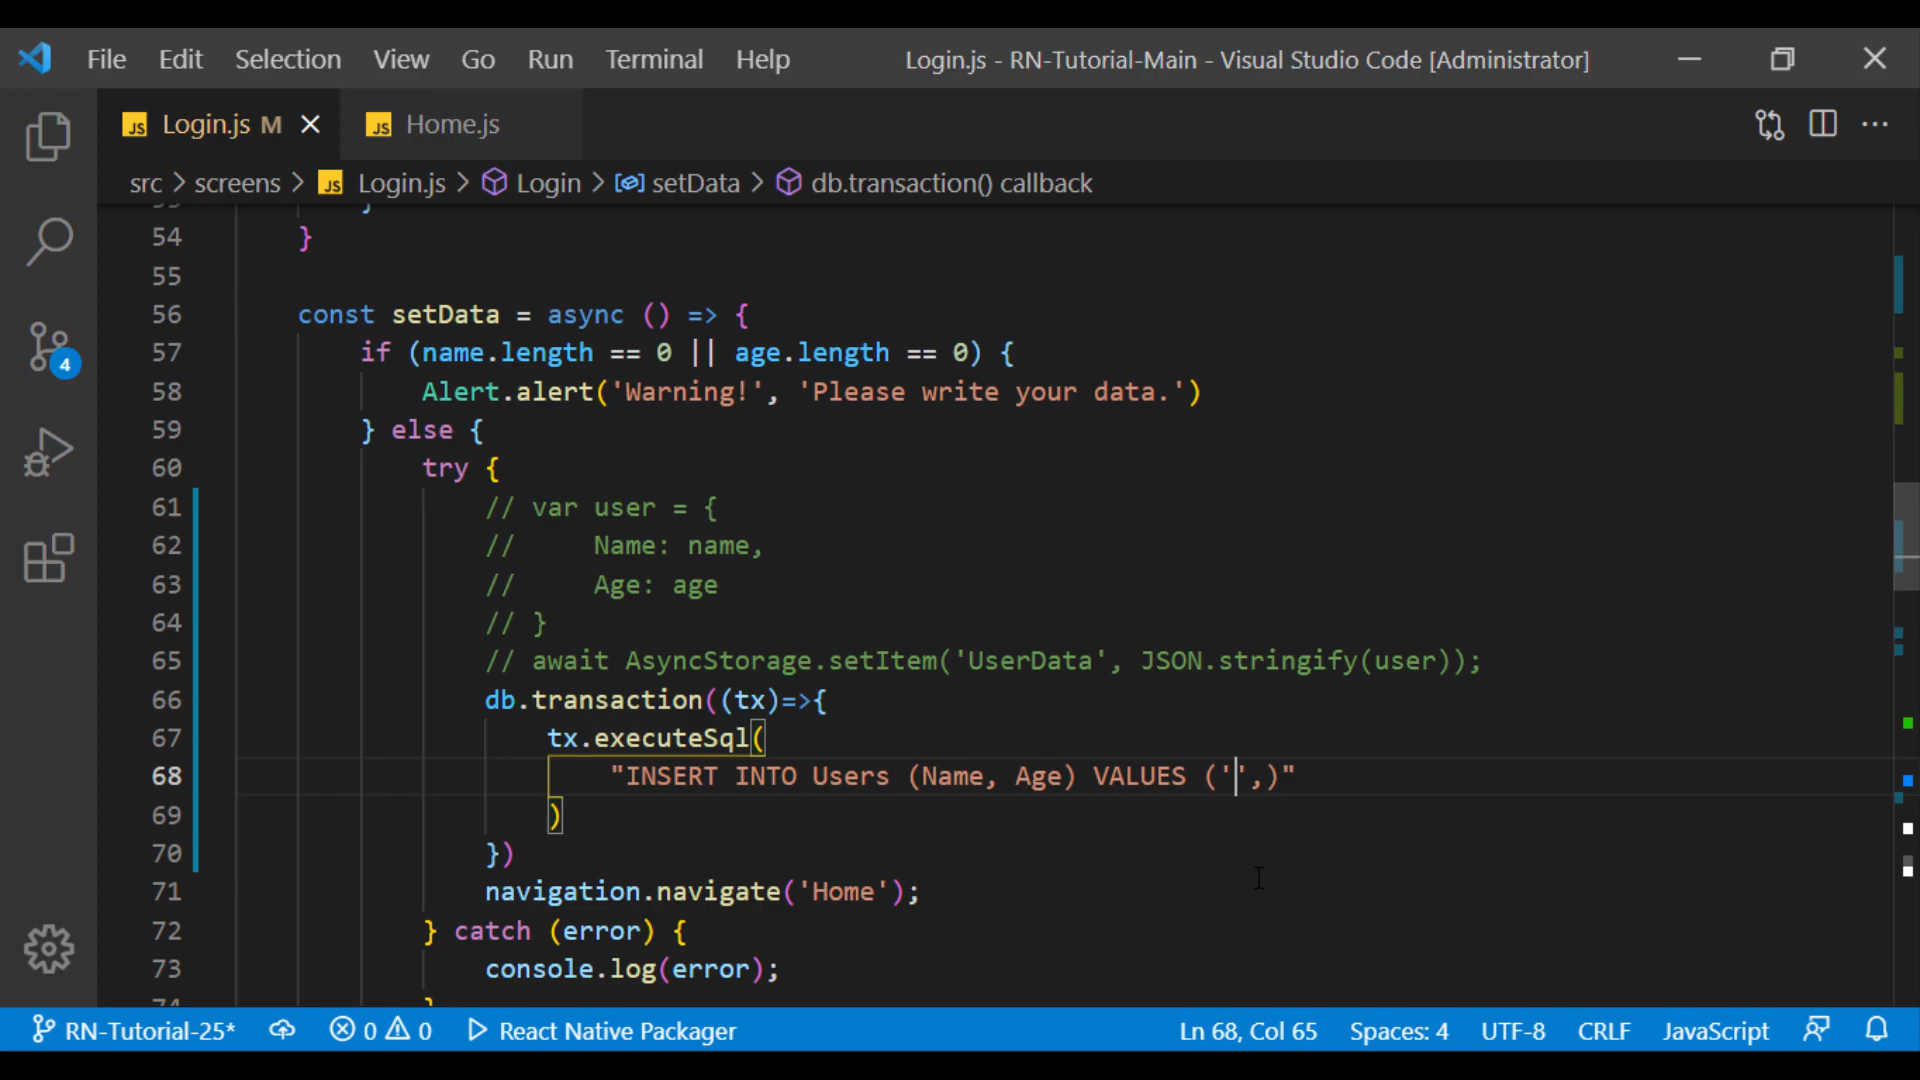 File Edit Selection View Go Run Terminal Help Login.js - RN-Tutorial-Main - Visual Studio Code [Administrator]
JS Login.js M JS Home.js
src > screens > JS Login.js > Login > setData > db.transaction() callback
54 }
55
56 const setData = async () => {
57 if (name.length == 0 || age.length == 0) {
58 Alert.alert('Warning!', 'Please write your data.')
59 } else {
60 try {
61 // var user = {
62 // Name: name,
63 // Age: age
64 // }
65 // await AsyncStorage.setItem('UserData', JSON.stringify(user));
66 db.transaction((tx)=>{
67 tx.executeSql(
68 "INSERT INTO Users (Name, Age) VALUES ('',)"
69 )
70 })
71 navigation.navigate('Home');
72 } catch (error) {
73 console.log(error);
4
RN-Tutorial-25* 0 0 React Native Packager Ln 68, Col 65 Spaces: 4 UTF-8 CRLF JavaScript